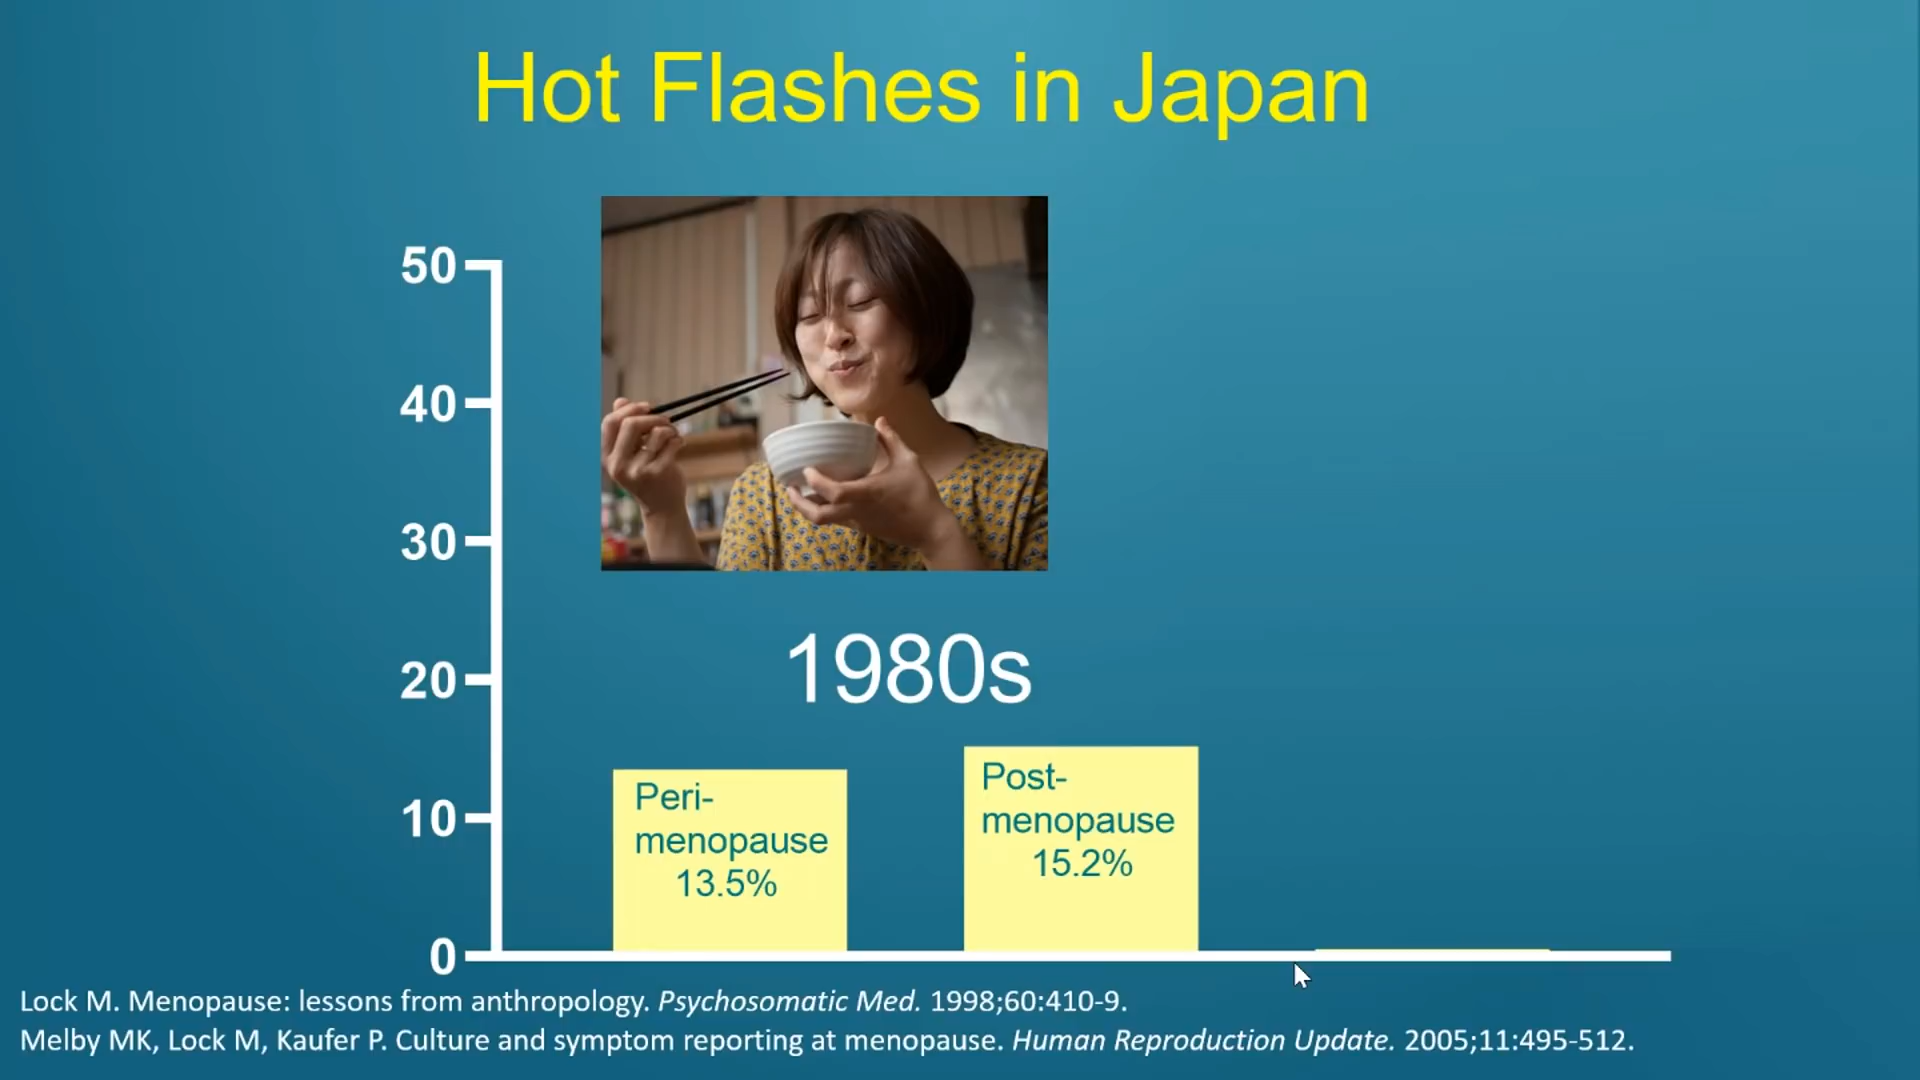 Hot Flashes in Japan
50
40
30
20
10
0
1980s
Peri-
menopause
13.5%
Post-
menopause
15.2%
Lock M. Menopause: lessons from anthropology. Psychosomatic Med. 1998;60:410-9.
Melby MK, Lock M, Kaufer P. Culture and symptom reporting at menopause. Human Reproduction Update. 2005;11:495-512.